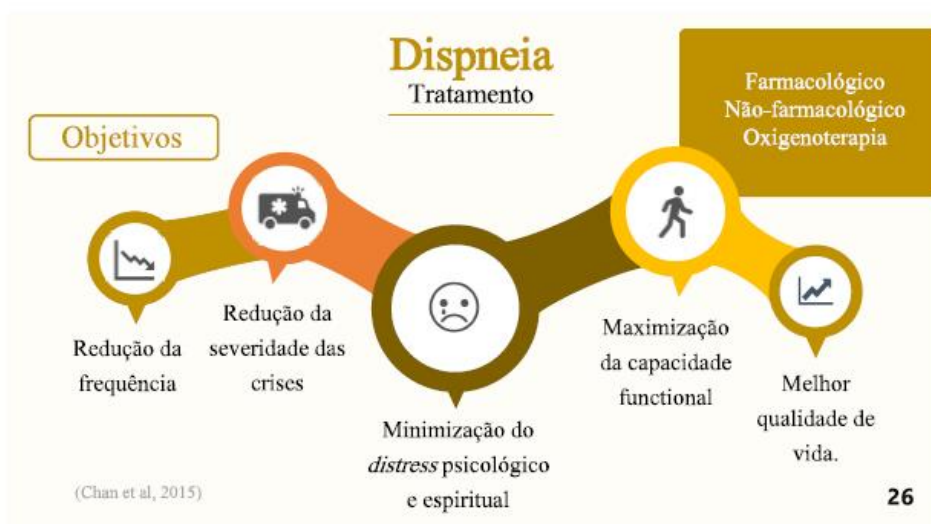 Dispneia
Tratamento
Farmacológico
Não-farmacológico
Oxigenoterapia
Objetivos
Redução da
frequência
Redução da
severidade das
crises
Minimização do
distress psicológico
e espiritual
Maximização
da capacidade
functional
Melhor
qualidade de
vida.
(Chan et al, 2015)
26